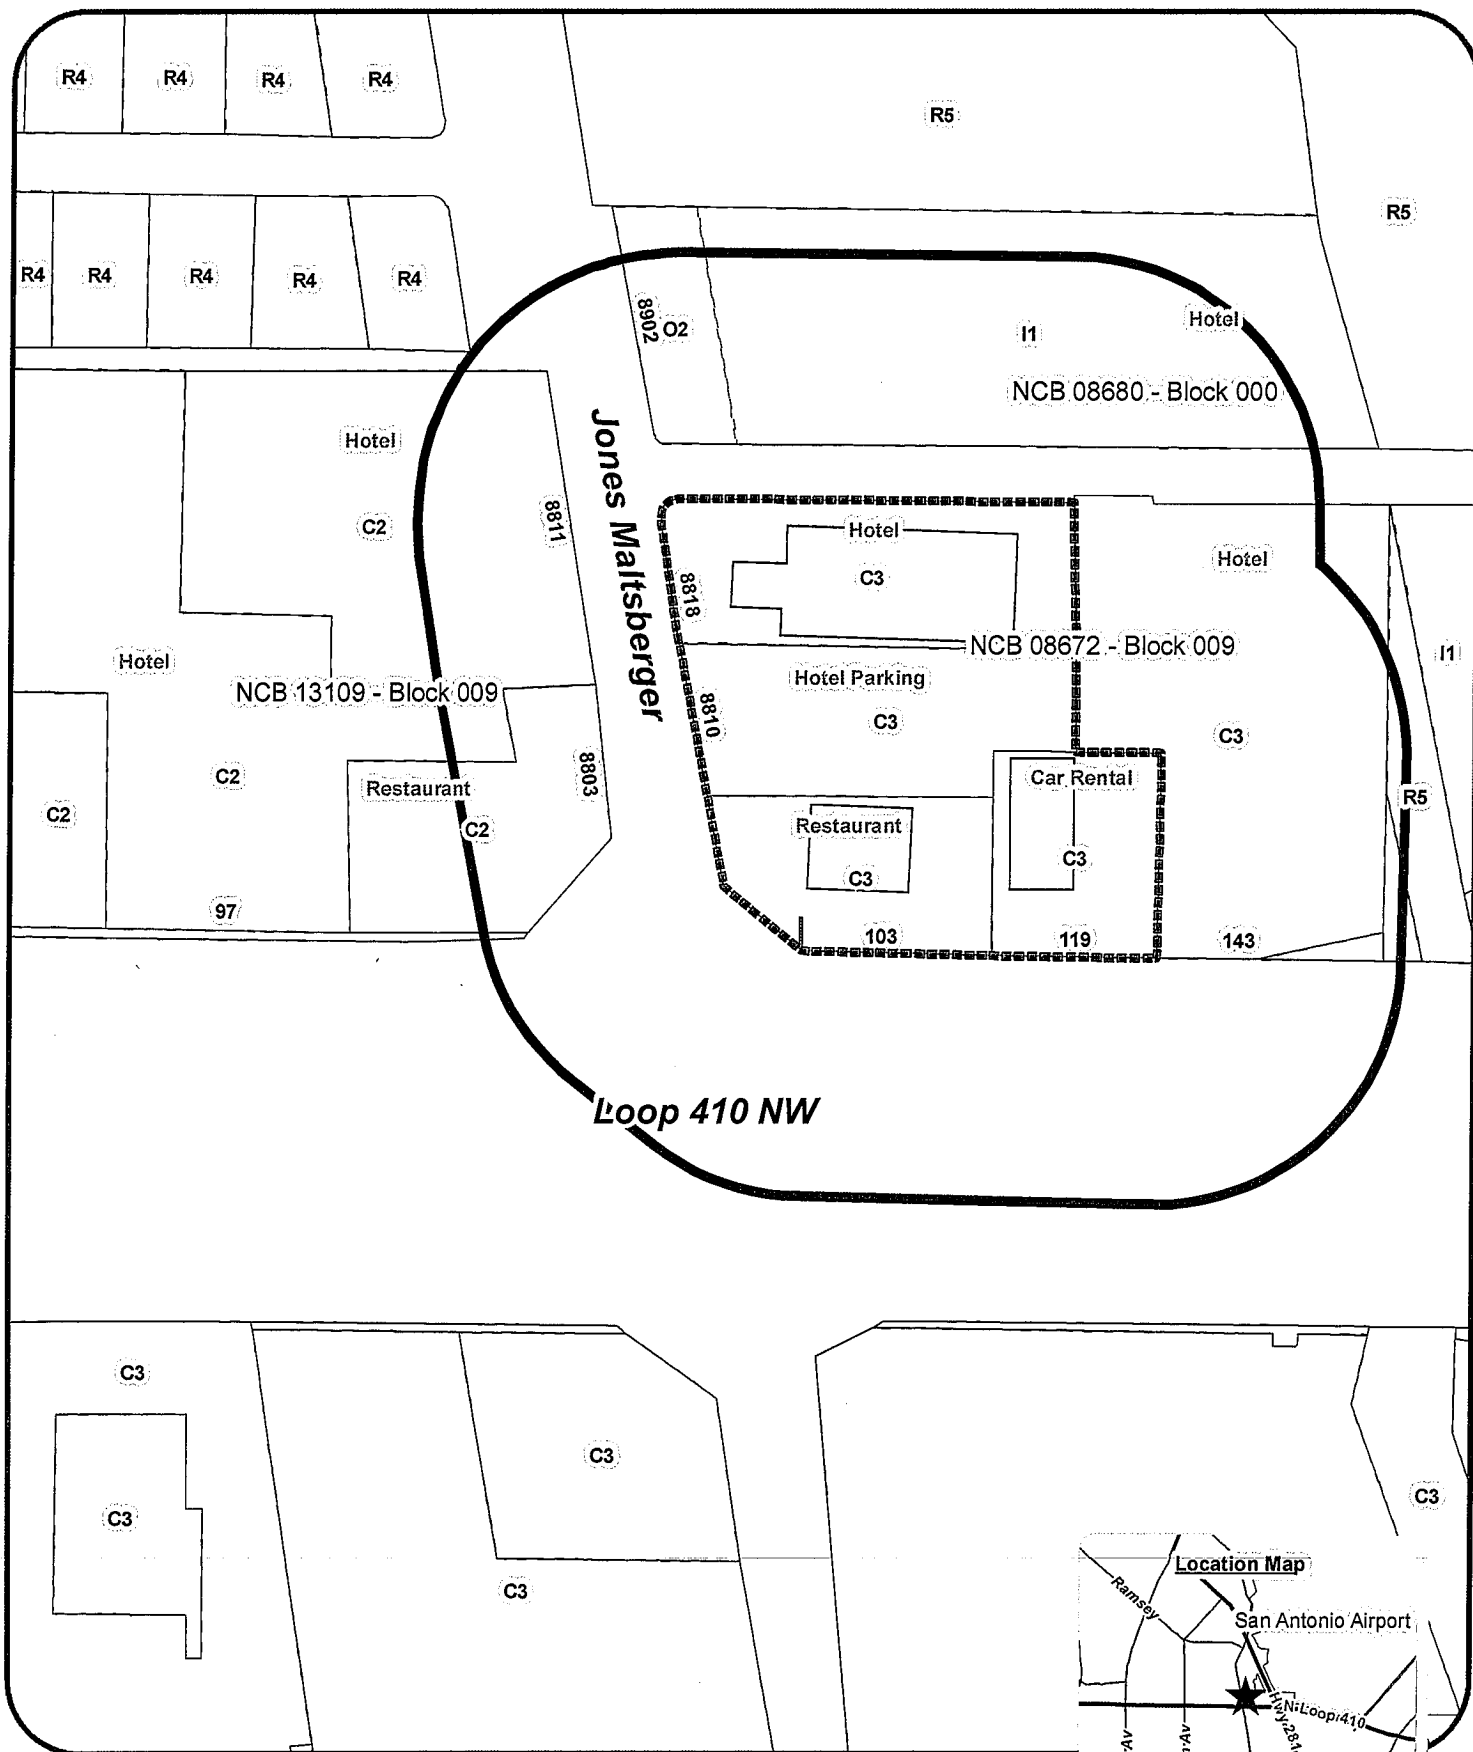 R4
R4
R4
R4
R5
R5
R4
R4
R4
R4
R4
8902
O2
I1
Hotel
NCB 08680 - Block 000
Hotel
C2
8811
Jones Maltsberger
Hotel
C3
8818
Hotel
NCB 08672 - Block 009
I1
Hotel
NCB 13109 - Block 009
Hotel Parking
8810
C3
C3
C2
8803
Restaurant
C2
C2
Car Rental
R5
Restaurant
C3
C3
97
103
119
143
Loop 410 NW
C3
C3
C3
C3
C3
Location Map
Ramsey
San Antonio Airport
N Loop 410
Av
Av